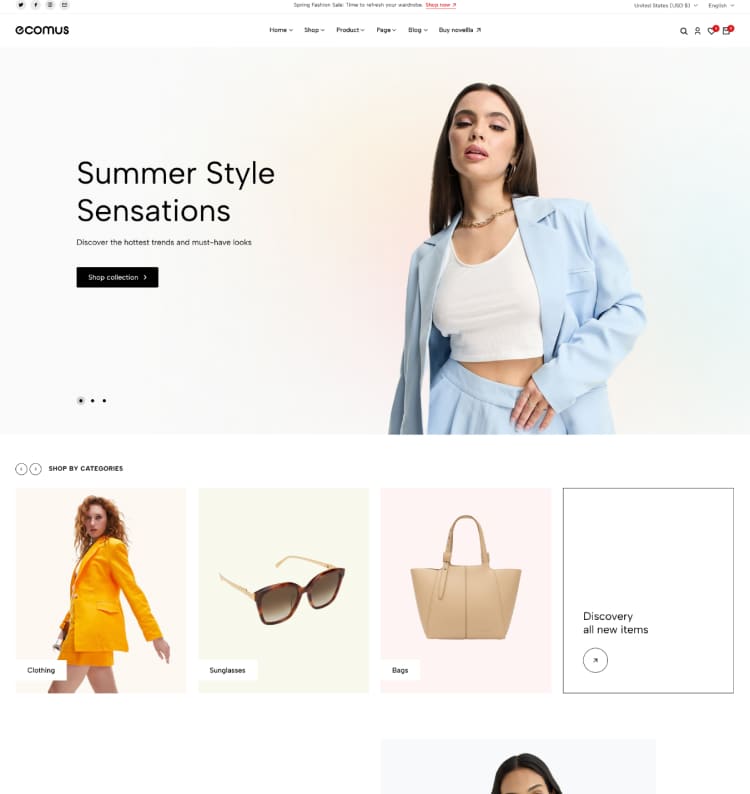 Spring Fashion Sale: Time to refresh your wardrobe. Shop now
United States (USD $)
English
ecomus
Home
Shop
Product
Page
Blog
Buy novellla
Summer Style
Sensations
Discover the hottest trends and must-have looks
Shop collection
SHOP BY CATEGORIES
Clothing
Sunglasses
Bags
Discovery
all new items